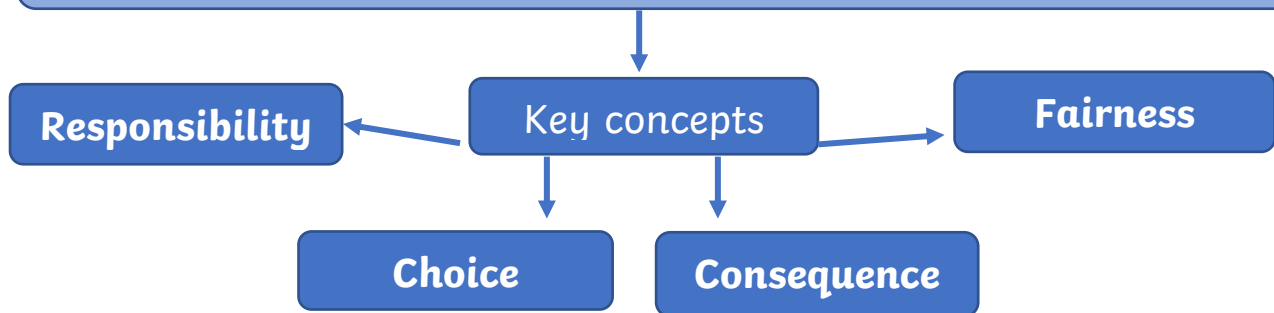 Key concepts
Responsibility
Fairness
Choice
Consequence